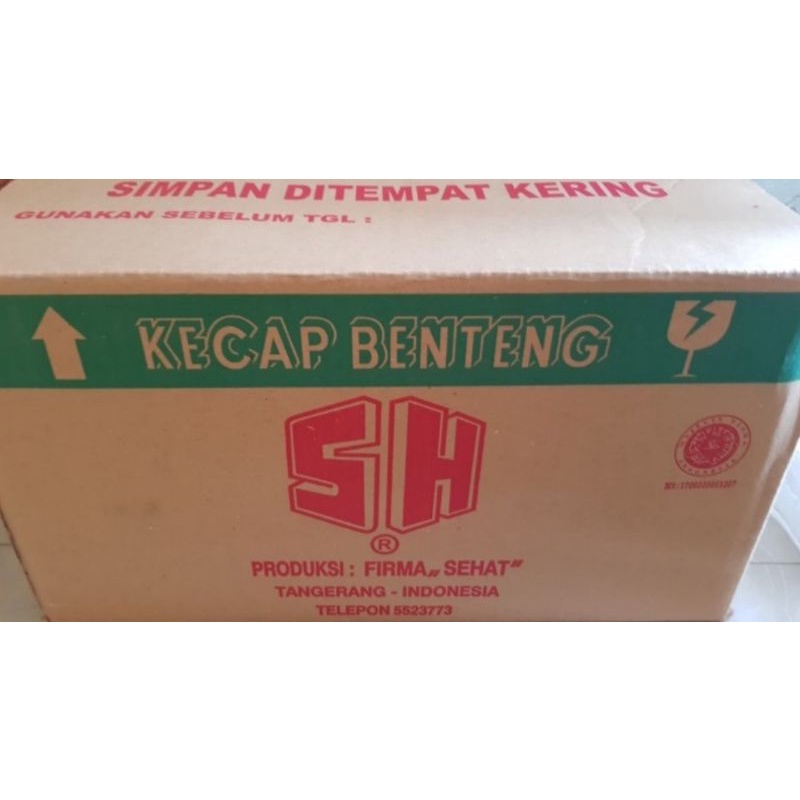 SIMPAN DITEMPAT KERING
GUNAKAN SEBELUM TGL :
KECAP BENTENG
SH
®
PRODUKSI : FIRMA „ SEHAT"
TANGERANG - INDONESIA
TELEPON 5523773